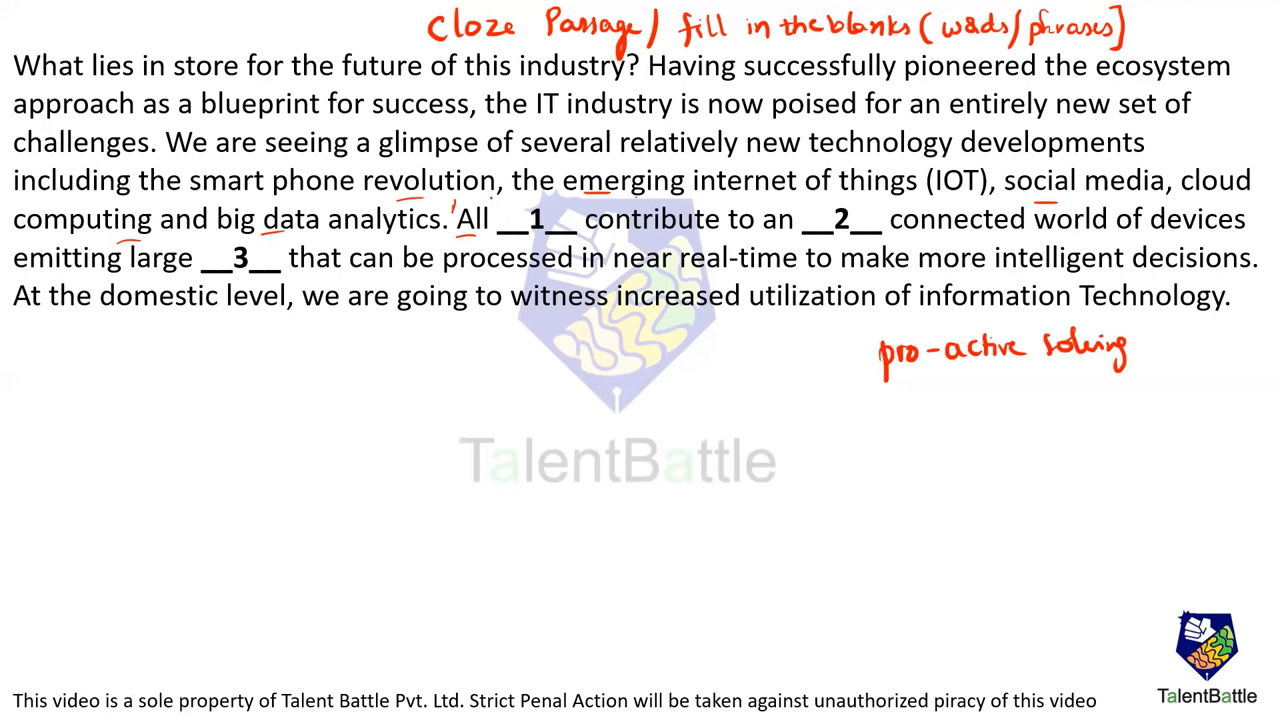 Cloze Passage/ fill in the blanks (words/phrases]
What lies in store for the future of this industry? Having successfully pioneered the ecosystem
approach as a blueprint for success, the IT industry is now poised for an entirely new set of
challenges. We are seeing a glimpse of several relatively new technology developments
including the smart phone revolution, the emerging internet of things (IOT), social media, cloud
computing and big data analytics. All __1__ contribute to an __2__ connected world of devices
emitting large __3__ that can be processed in near real-time to make more intelligent decisions.
At the domestic level, we are going to witness increased utilization of information Technology.
pro-active solving
TalentBattle
TalentBattle
This video is a sole property of Talent Battle Pvt. Ltd. Strict Penal Action will be taken against unauthorized piracy of this video